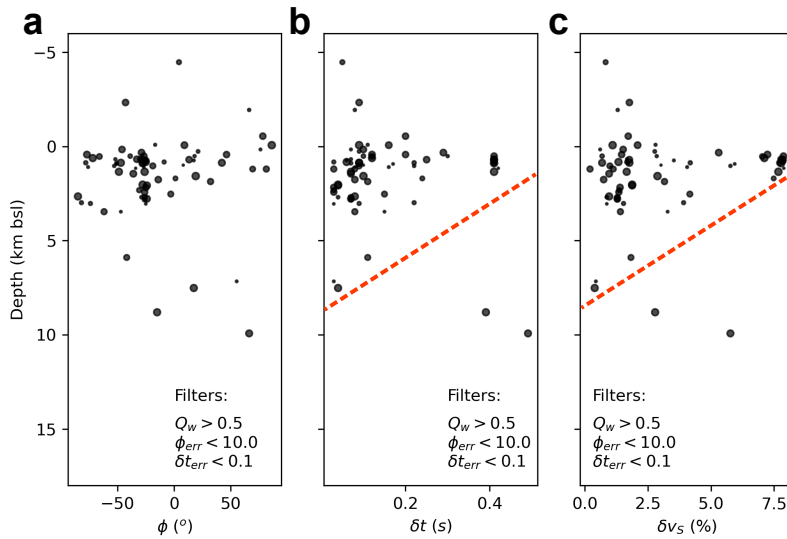 a b c
−5
0
5
10
15
Depth (km bsl)
Filters:
Q_w > 0.5
ϕ_err < 10.0
δt_err < 0.1
−50 0 50
ϕ (°)
Filters:
Q_w > 0.5
ϕ_err < 10.0
δt_err < 0.1
0.2 0.4
δt (s)
Filters:
Q_w > 0.5
ϕ_err < 10.0
δt_err < 0.1
0.0 2.5 5.0 7.5
δv_S (%)